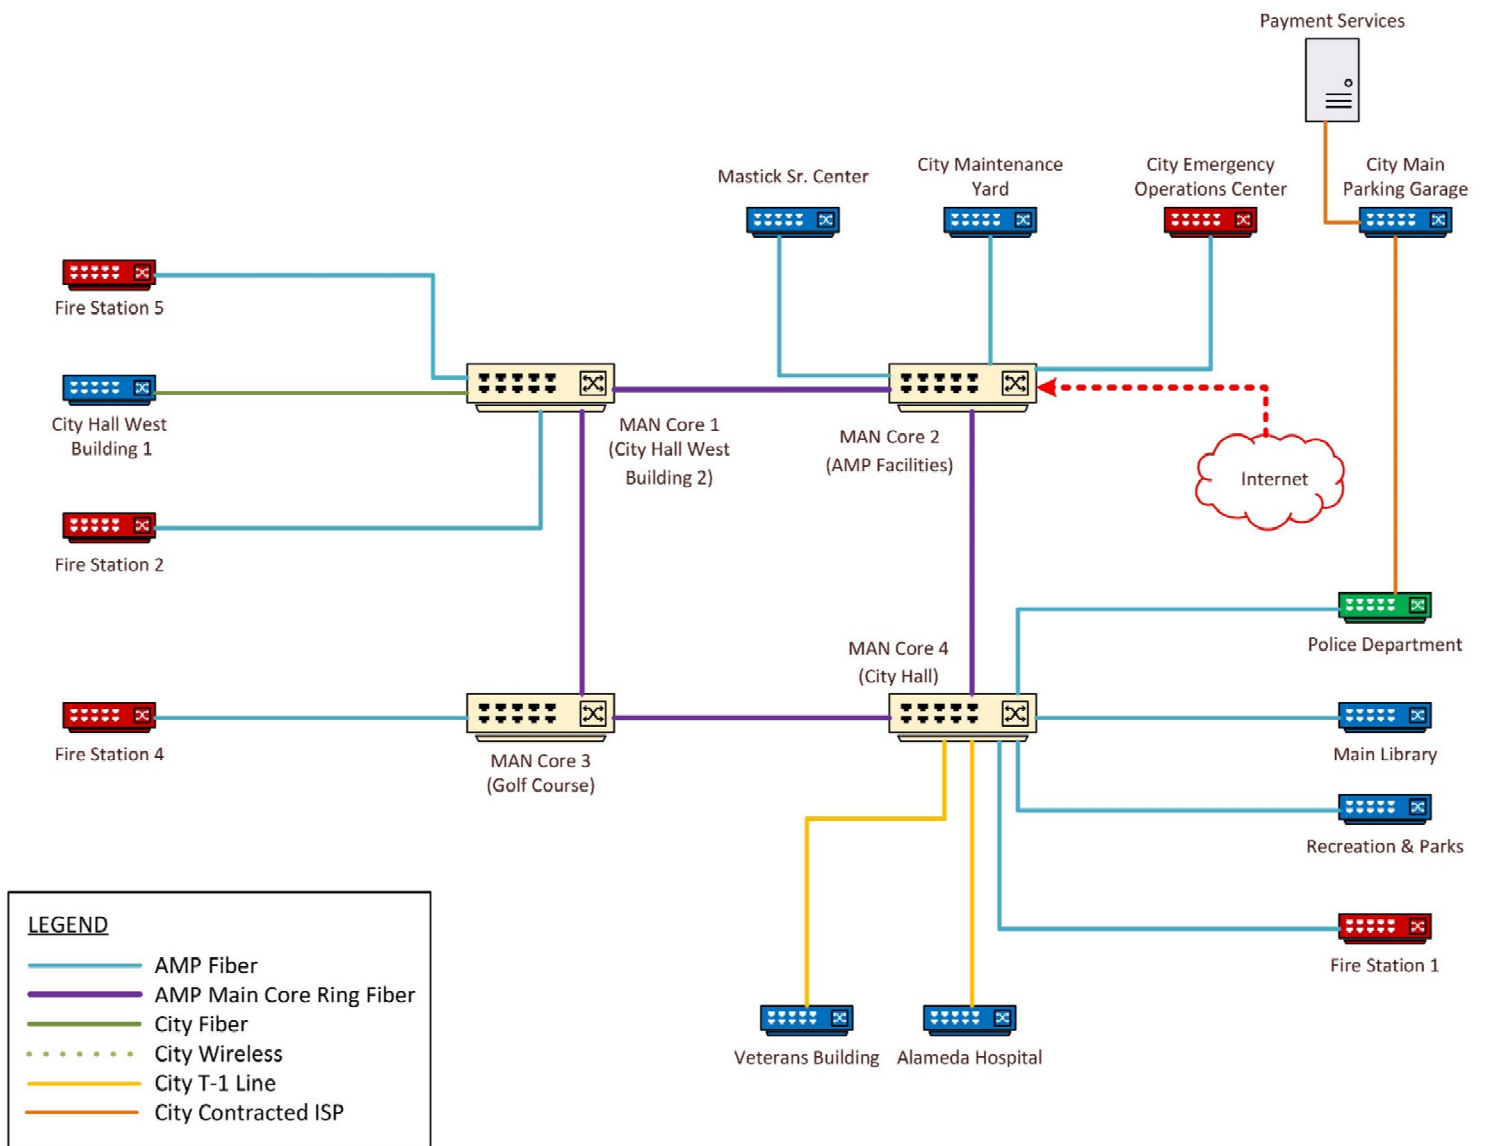 Payment Services
Mastick Sr. Center
City Maintenance
Yard
City Emergency
Operations Center
City Main
Parking Garage
Fire Station 5
City Hall West
Building 1
MAN Core 1
(City Hall West
Building 2)
MAN Core 2
(AMP Facilities)
Internet
Fire Station 2
Police Department
MAN Core 4
(City Hall)
Fire Station 4
MAN Core 3
(Golf Course)
Main Library
Recreation & Parks
Fire Station 1
Veterans Building
Alameda Hospital
LEGEND
AMP Fiber
AMP Main Core Ring Fiber
City Fiber
City Wireless
City T-1 Line
City Contracted ISP